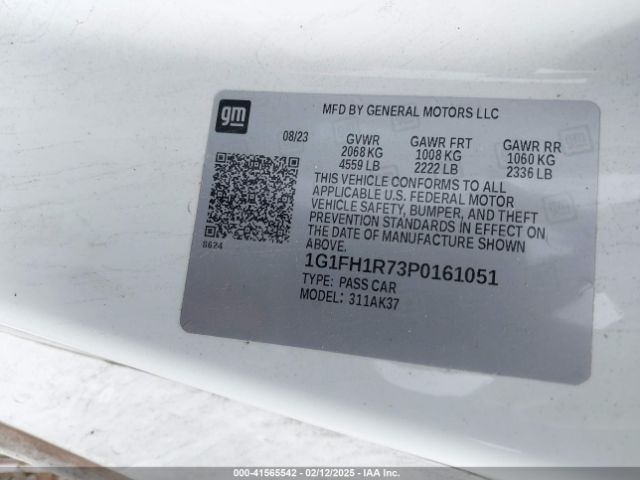 gm
MFD BY GENERAL MOTORS LLC
08/23 GVWR GAWR FRT GAWR RR
2068 KG 1008 KG 1060 KG
4559 LB 2222 LB 2336 LB
THIS VEHICLE CONFORMS TO ALL
APPLICABLE U.S. FEDERAL MOTOR
VEHICLE SAFETY, BUMPER, AND THEFT
PREVENTION STANDARDS IN EFFECT ON
THE DATE OF MANUFACTURE SHOWN
ABOVE.
8624
1G1FH1R73P0161051
TYPE: PASS CAR
MODEL: 311AK37
000-41565542 - 02/12/2025 - IAAI.COM